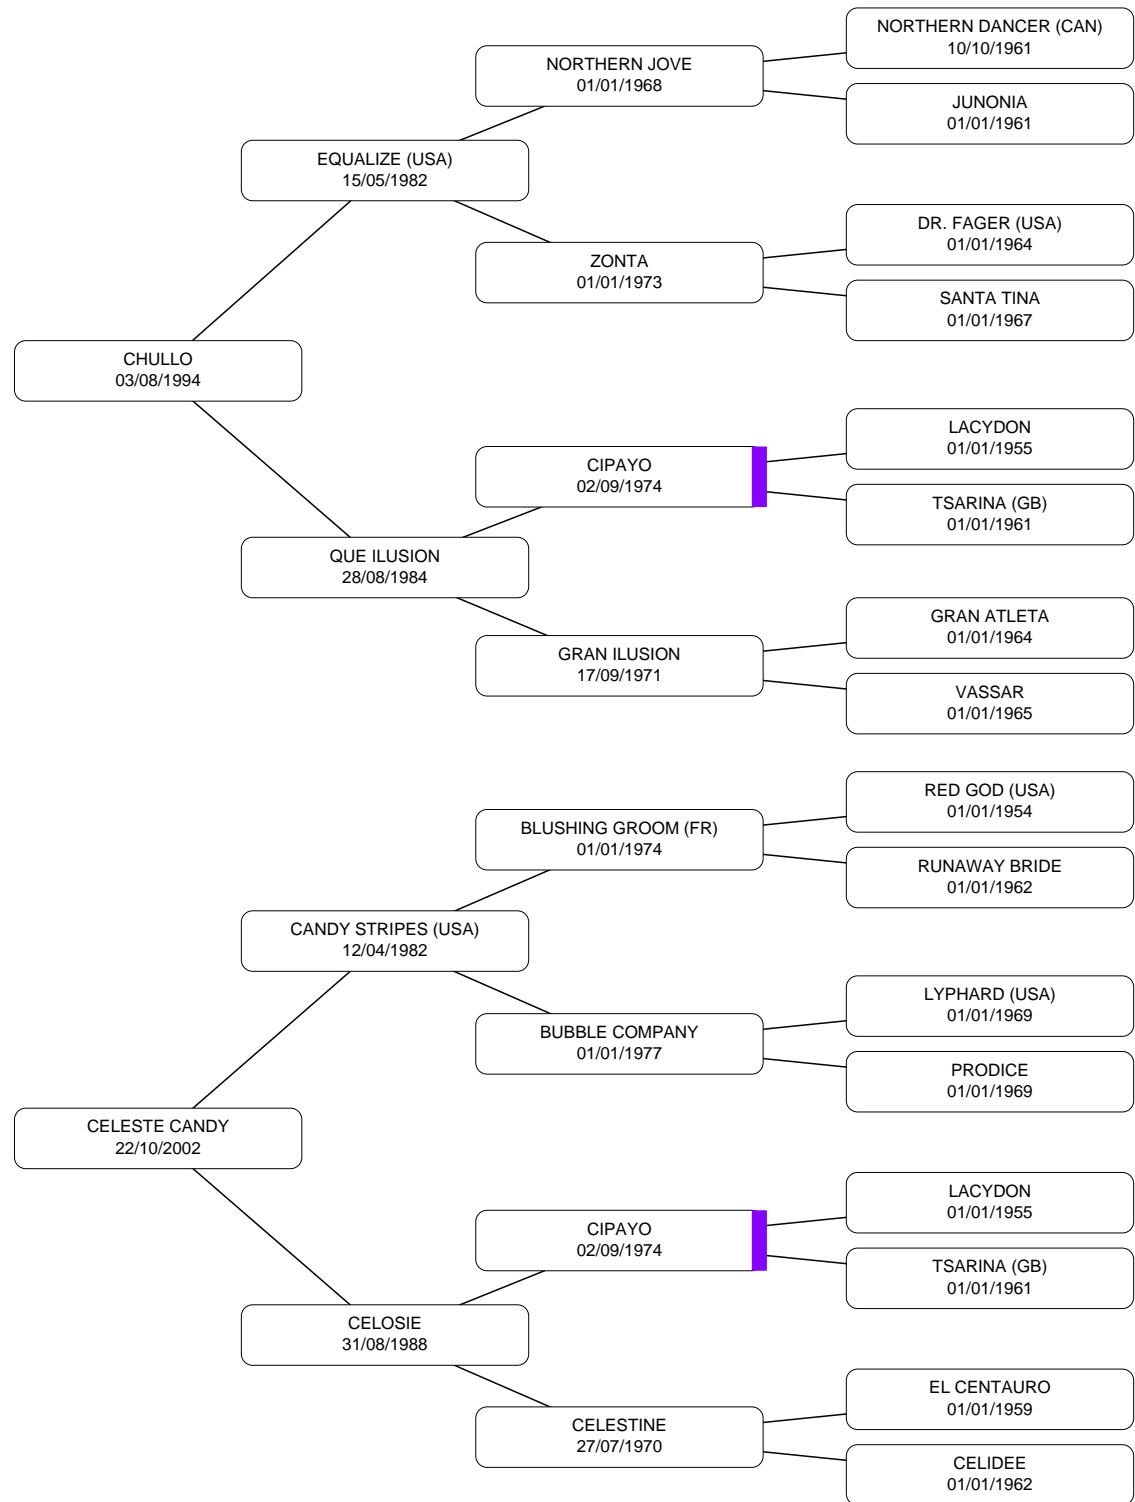 NORTHERN DANCER (CAN)
10/10/1961
NORTHERN JOVE
01/01/1968
JUNONIA
01/01/1961
EQUALIZE (USA)
15/05/1982
DR. FAGER (USA)
01/01/1964
ZONTA
01/01/1973
SANTA TINA
01/01/1967
CHULLO
03/08/1994
LACYDON
01/01/1955
CIPAYO
02/09/1974
TSARINA (GB)
01/01/1961
QUE ILUSION
28/08/1984
GRAN ATLETA
01/01/1964
GRAN ILUSION
17/09/1971
VASSAR
01/01/1965
RED GOD (USA)
01/01/1954
BLUSHING GROOM (FR)
01/01/1974
RUNAWAY BRIDE
01/01/1962
CANDY STRIPES (USA)
12/04/1982
LYPHARD (USA)
01/01/1969
BUBBLE COMPANY
01/01/1977
PRODICE
01/01/1969
CELESTE CANDY
22/10/2002
LACYDON
01/01/1955
CIPAYO
02/09/1974
TSARINA (GB)
01/01/1961
CELOSIE
31/08/1988
EL CENTAURO
01/01/1959
CELESTINE
27/07/1970
CELIDEE
01/01/1962